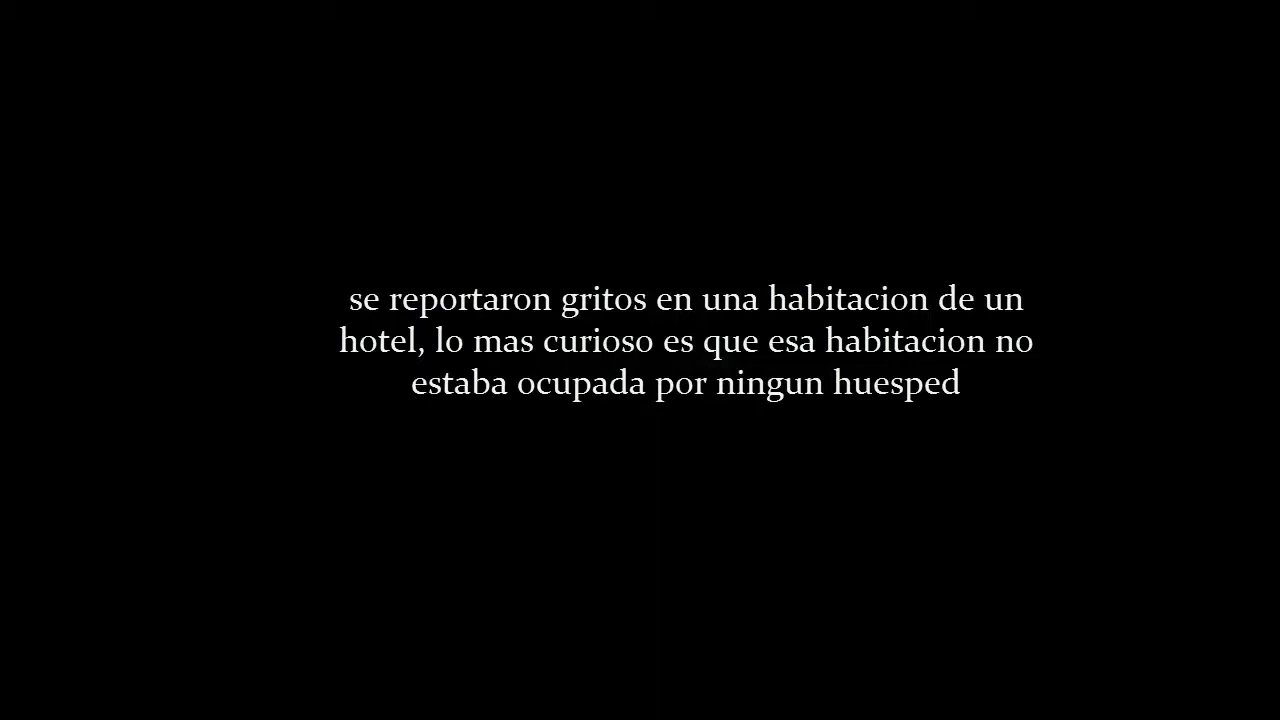 se reportaron gritos en una habitacion de un
hotel, lo mas curioso es que esa habitacion no
estaba ocupada por ningun huesped